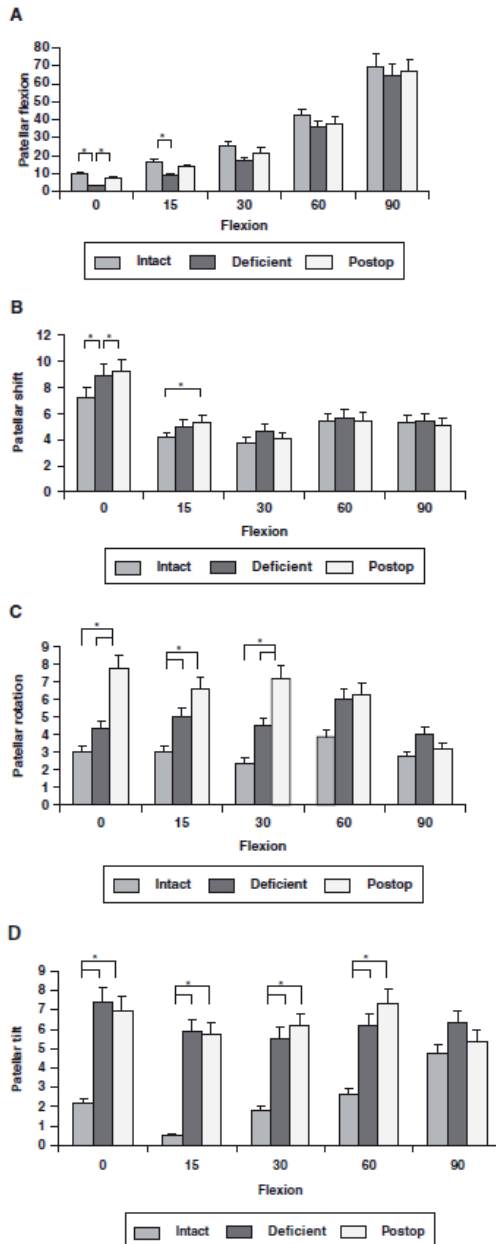 A
80
70
60
50
40
30
20
10
0
Patellar flexion
* * *
0 15 30 60 90
Flexion
Intact Deficient Postop
B
12
10
8
6
4
2
0
Patellar shift
* * *
0 15 30 60 90
Flexion
Intact Deficient Postop
C
9
8
7
6
5
4
3
2
1
0
Patellar rotation
* * *
0 15 30 60 90
Flexion
Intact Deficient Postop
D
9
8
7
6
5
4
3
2
1
0
Patellar tilt
* * * *
0 15 30 60 90
Flexion
Intact Deficient Postop